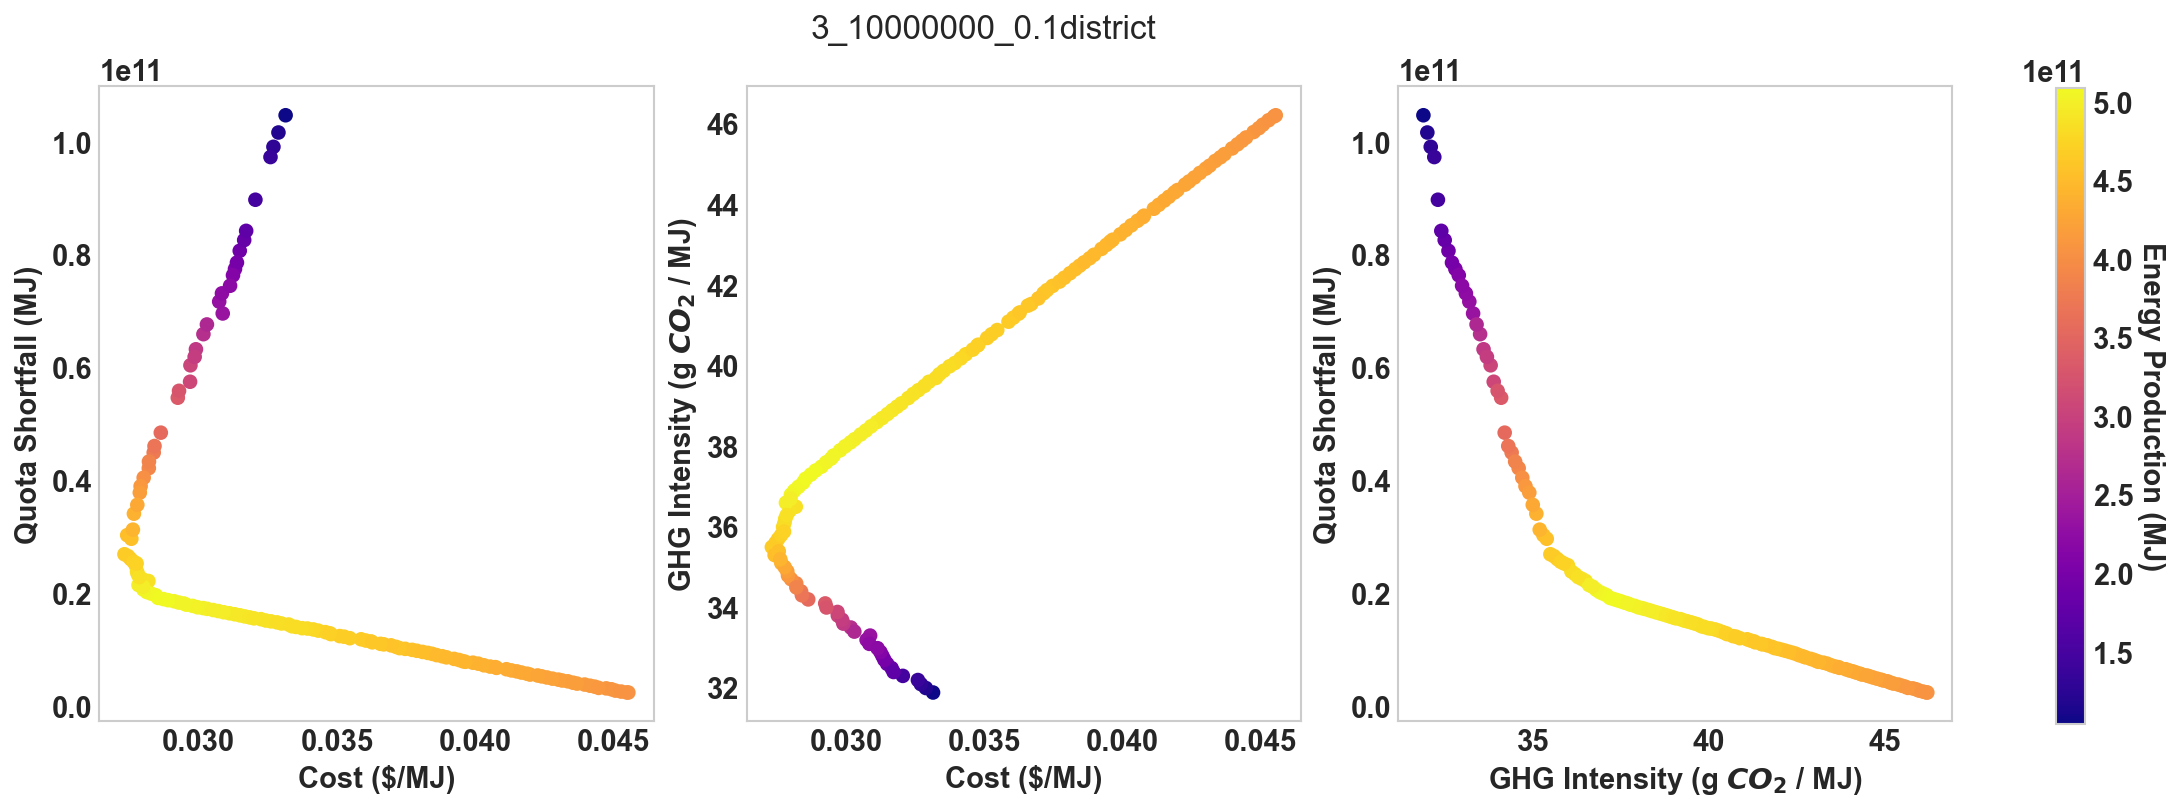 3_10000000_0.1district
1e11
1.0
0.8
0.6
0.4
0.2
0.0
Quota Shortfall (MJ)
0.030 0.035 0.040 0.045
Cost ($/MJ)
46
44
42
40
38
36
34
32
GHG Intensity (g CO₂ / MJ)
0.030 0.035 0.040 0.045
Cost ($/MJ)
1e11
1.0
0.8
0.6
0.4
0.2
0.0
Quota Shortfall (MJ)
35 40 45
GHG Intensity (g CO₂ / MJ)
1e11
5.0
4.5
4.0
3.5
3.0
2.5
2.0
1.5
Energy Production (MJ)